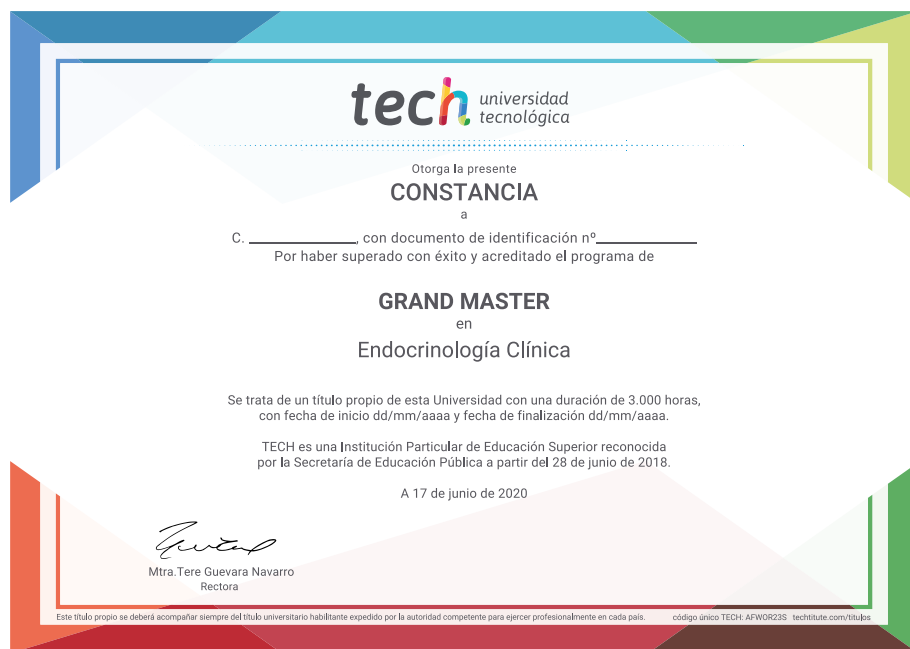 tech universidad
tecnológica
Otorga la presente
CONSTANCIA
a
C. ____________, con documento de identificación nº____________
Por haber superado con éxito y acreditado el programa de
GRAND MASTER
en
Endocrinología Clínica
Se trata de un título propio de esta Universidad con una duración de 3.000 horas,
con fecha de inicio dd/mm/aaaa y fecha de finalización dd/mm/aaaa.
TECH es una Institución Particular de Educación Superior reconocida
por la Secretaría de Educación Pública a partir del 28 de junio de 2018.
A 17 de junio de 2020
Mtra.Tere Guevara Navarro
Rectora
Este título propio se deberá acompañar siempre del título universitario habilitante expedido por la autoridad competente para ejercer profesionalmente en cada país. código único TECH: AFWOR23S techtitute.com/titulos